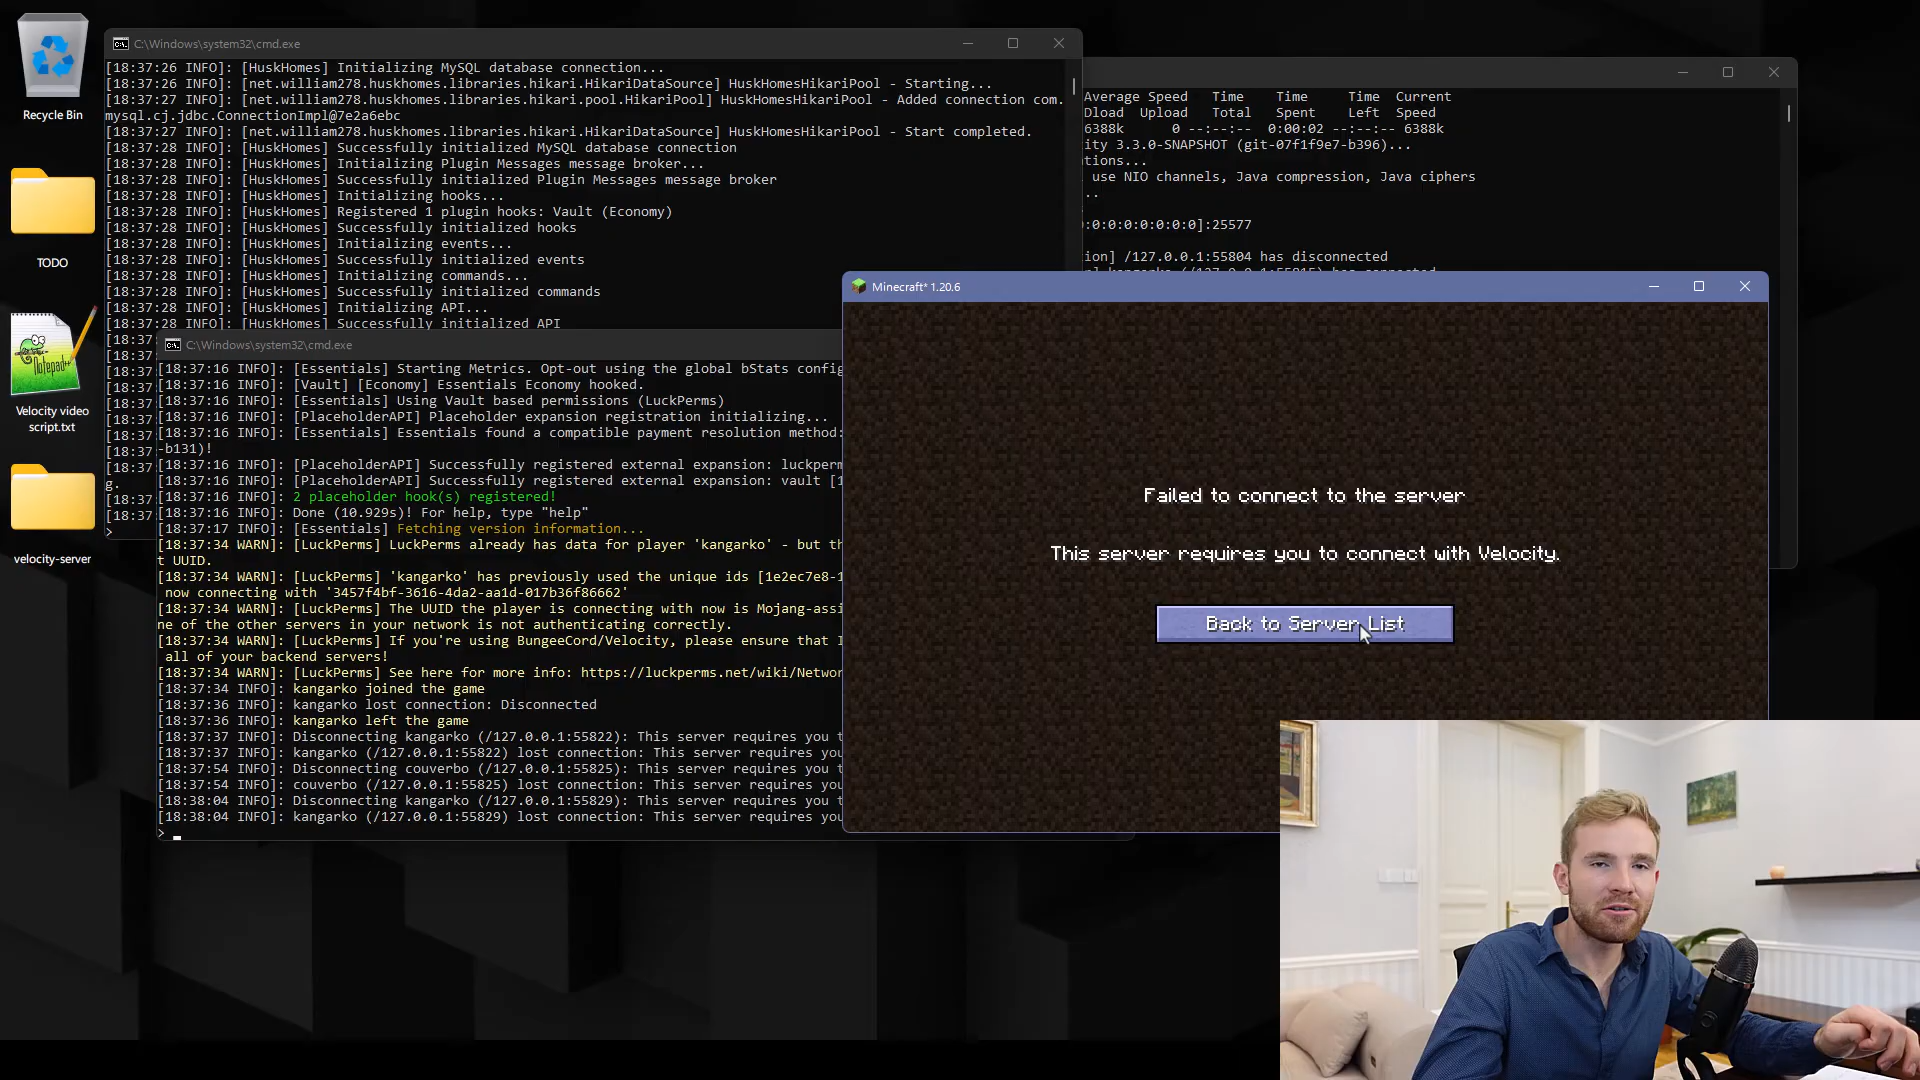 Recycle Bin
TODO
Notepad++
Velocity video
script.txt
velocity-server
C:\Windows\system32\cmd.exe
[18:37:26 INFO]: [HuskHomes] Initializing MySQL database connection...
[18:37:26 INFO]: [net.william278.huskhomes.libraries.hikari.HikariDataSource] HuskHomesHikariPool - Starting...
[18:37:27 INFO]: [net.william278.huskhomes.libraries.hikari.pool.HikariPool] HuskHomesHikariPool - Added connection com.
mysql.cj.jdbc.ConnectionImpl@7e2a6ebc
[18:37:27 INFO]: [net.william278.huskhomes.libraries.hikari.HikariDataSource] HuskHomesHikariPool - Start completed.
[18:37:28 INFO]: [HuskHomes] Successfully initialized MySQL database connection
[18:37:28 INFO]: [HuskHomes] Initializing Plugin Messages message broker...
[18:37:28 INFO]: [HuskHomes] Successfully initialized Plugin Messages message broker
[18:37:28 INFO]: [HuskHomes] Initializing hooks...
[18:37:28 INFO]: [HuskHomes] Registered 1 plugin hooks: Vault (Economy)
[18:37:28 INFO]: [HuskHomes] Successfully initialized hooks
[18:37:28 INFO]: [HuskHomes] Initializing events...
[18:37:28 INFO]: [HuskHomes] Successfully initialized events
[18:37:28 INFO]: [HuskHomes] Initializing commands...
[18:37:28 INFO]: [HuskHomes] Successfully initialized commands
[18:37:28 INFO]: [HuskHomes] Initializing API...
[18:37:28 INFO]: [HuskHomes] Successfully initialized API
[18:37
[18:37
[18:37
[18:37
[18:37
[18:37
[18:37
[18:37
g.
[18:37
[18:37
>
Average Speed Time Time Time Current
Dload Upload Total Spent Left Speed
6388k 0 --:--:-- 0:00:02 --:--:-- 6388k
ity 3.3.0-SNAPSHOT (git-07f1f9e7-b396)...
tions...
use NIO channels, Java compression, Java ciphers
..
:0:0:0:0:0:0:0]:25577
ion] /127.0.0.1:55804 has disconnected
C:\Windows\system32\cmd.exe
[18:37:16 INFO]: [Essentials] Starting Metrics. Opt-out using the global bStats config
[18:37:16 INFO]: [Vault] [Economy] Essentials Economy hooked.
[18:37:16 INFO]: [Essentials] Using Vault based permissions (LuckPerms)
[18:37:16 INFO]: [PlaceholderAPI] Placeholder expansion registration initializing...
[18:37:16 INFO]: [Essentials] Essentials found a compatible payment resolution method:
-b131)!
[18:37:16 INFO]: [PlaceholderAPI] Successfully registered external expansion: luckperm
[18:37:16 INFO]: [PlaceholderAPI] Successfully registered external expansion: vault [1
[18:37:16 INFO]: 2 placeholder hook(s) registered!
[18:37:16 INFO]: Done (10.929s)! For help, type "help"
[18:37:17 INFO]: [Essentials] Fetching version information...
[18:37:34 WARN]: [LuckPerms] LuckPerms already has data for player 'kangarko' - but th
t UUID.
[18:37:34 WARN]: [LuckPerms] 'kangarko' has previously used the unique ids [1e2ec7e8-1
now connecting with '3457f4bf-3616-4da2-aa1d-017b36f86662'
[18:37:34 WARN]: [LuckPerms] The UUID the player is connecting with now is Mojang-assi
ne of the other servers in your network is not authenticating correctly.
[18:37:34 WARN]: [LuckPerms] If you're using BungeeCord/Velocity, please ensure that I
all of your backend servers!
[18:37:34 WARN]: [LuckPerms] See here for more info: https://luckperms.net/wiki/Networ
[18:37:34 INFO]: kangarko joined the game
[18:37:36 INFO]: kangarko lost connection: Disconnected
[18:37:36 INFO]: kangarko left the game
[18:37:37 INFO]: Disconnecting kangarko (/127.0.0.1:55822): This server requires you t
[18:37:37 INFO]: kangarko (/127.0.0.1:55822) lost connection: This server requires you
[18:37:54 INFO]: Disconnecting couverbo (/127.0.0.1:55825): This server requires you t
[18:37:54 INFO]: couverbo (/127.0.0.1:55825) lost connection: This server requires you
[18:38:04 INFO]: Disconnecting kangarko (/127.0.0.1:55829): This server requires you t
[18:38:04 INFO]: kangarko (/127.0.0.1:55829) lost connection: This server requires you
>
Minecraft* 1.20.6
Failed to connect to the server
This server requires you to connect with Velocity.
Back to Server List